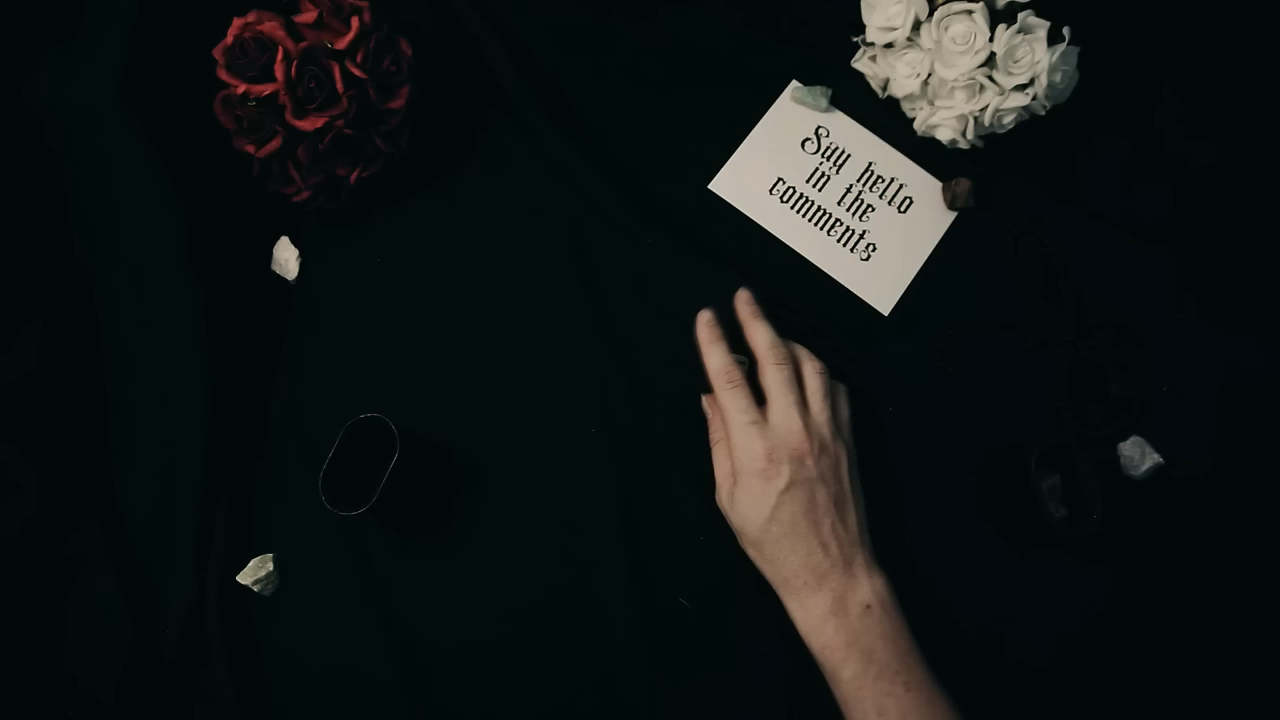 Say hello
in the
comments